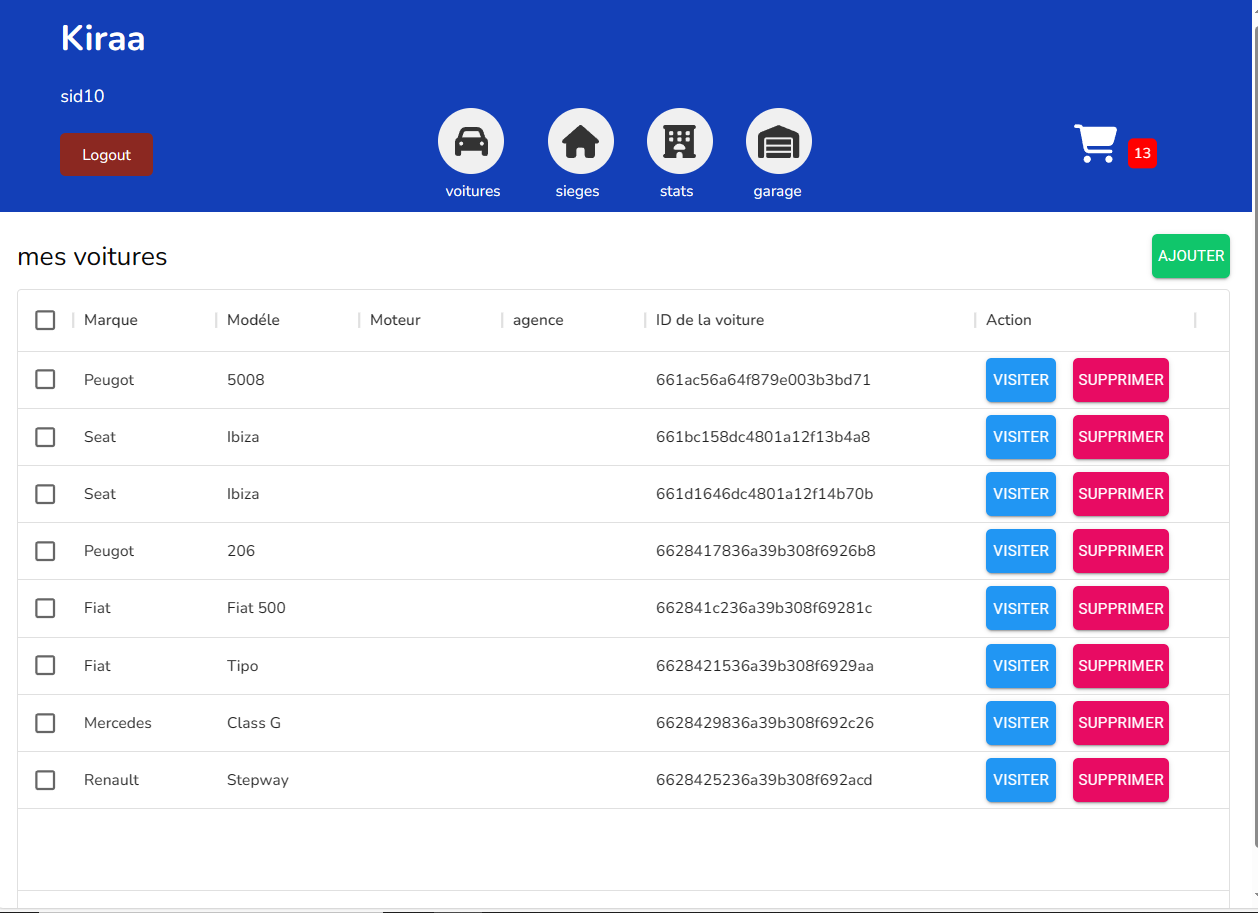 Kiraa
sid10
Logout
voitures sieges stats garage
13
mes voitures
AJOUTER
Marque Modéle Moteur agence ID de la voiture Action
Peugot 5008 661ac56a64f879e003b3bd71 VISITER SUPPRIMER
Seat Ibiza 661bc158dc4801a12f13b4a8 VISITER SUPPRIMER
Seat Ibiza 661d1646dc4801a12f14b70b VISITER SUPPRIMER
Peugot 206 6628417836a39b308f6926b8 VISITER SUPPRIMER
Fiat Fiat 500 662841c236a39b308f69281c VISITER SUPPRIMER
Fiat Tipo 6628421536a39b308f6929aa VISITER SUPPRIMER
Mercedes Class G 6628429836a39b308f692c26 VISITER SUPPRIMER
Renault Stepway 6628425236a39b308f692acd VISITER SUPPRIMER